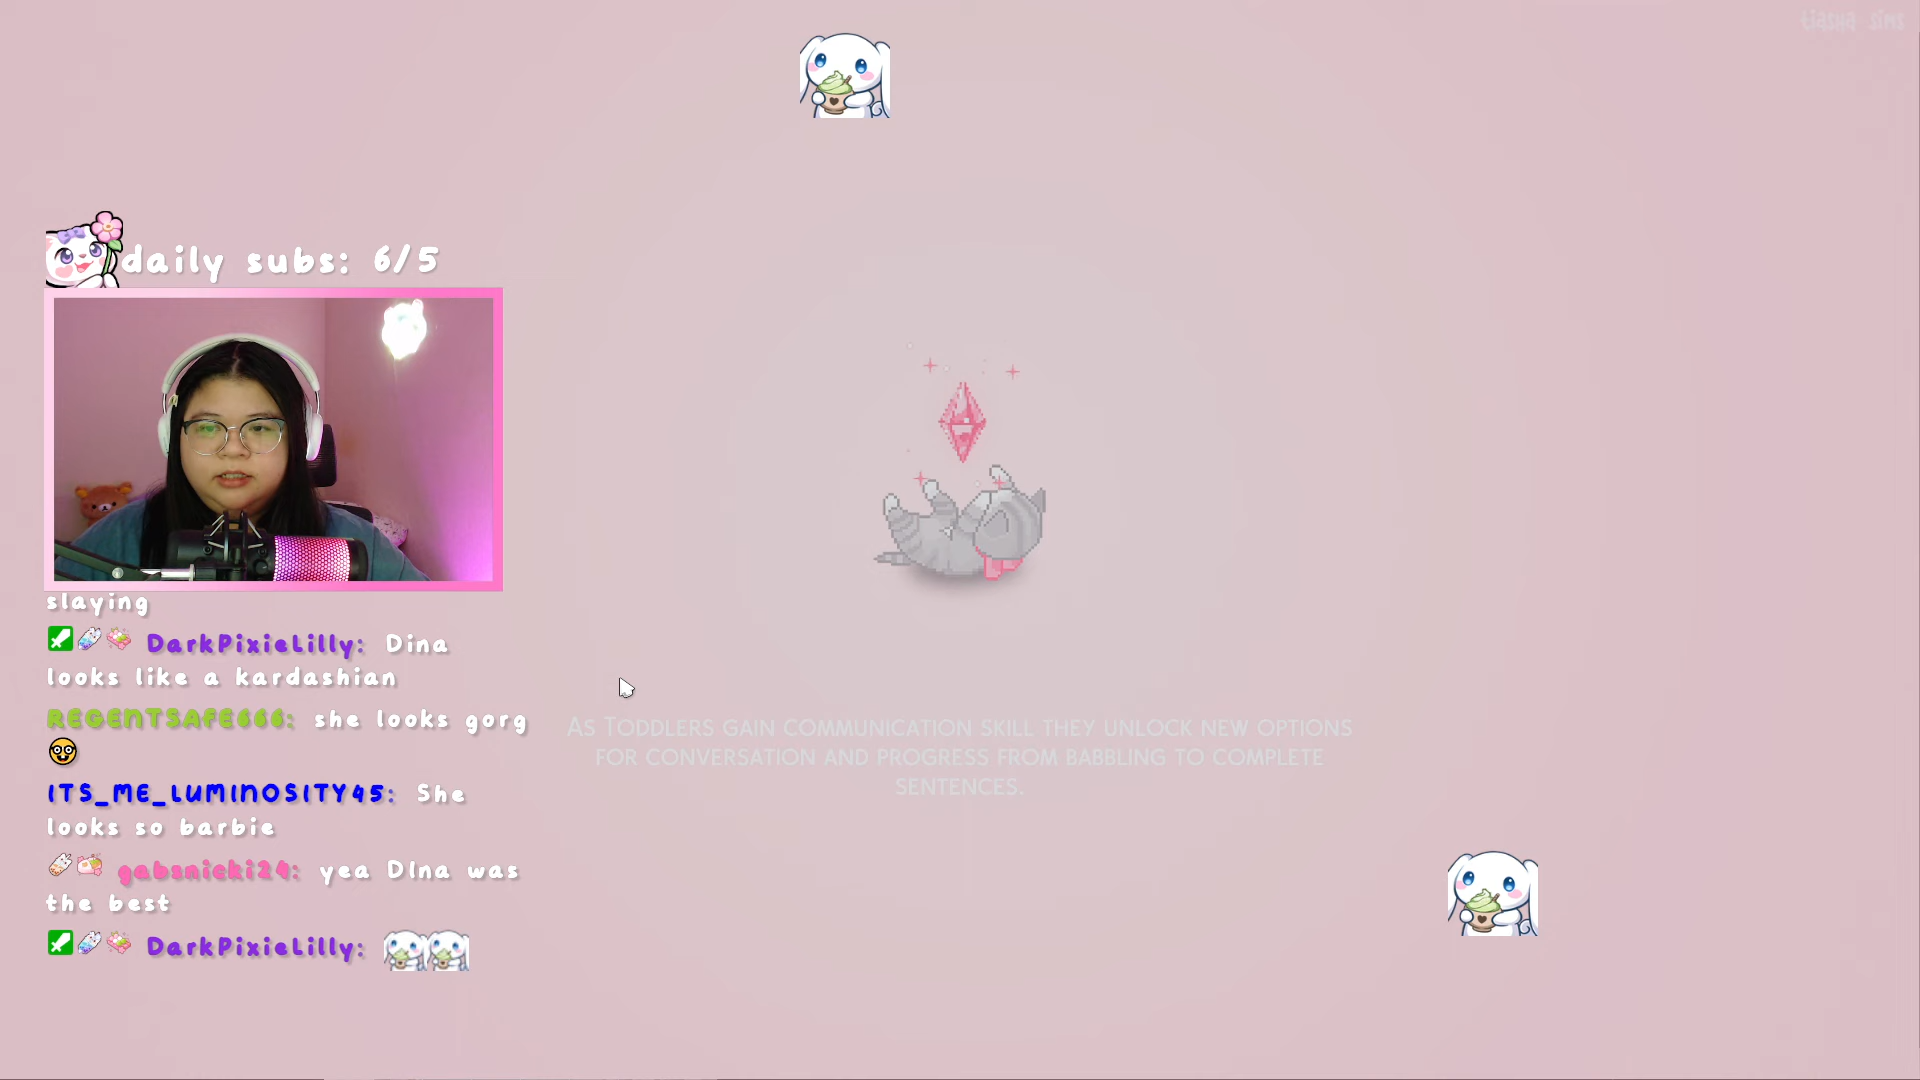 tiasha sims
daily subs: 6/5
slaying
DarkPixieLilly: Dina
looks like a kardashian
REGENTSAFE666: she looks gorg
ITS_ME_LUMINOSITY45: She
looks so barbie
gabsnicki24: yea DIna was
the best
DarkPixieLilly:
AS TODDLERS GAIN COMMUNICATION SKILL THEY UNLOCK NEW OPTIONS
FOR CONVERSATION AND PROGRESS FROM BABBLING TO COMPLETE
SENTENCES.